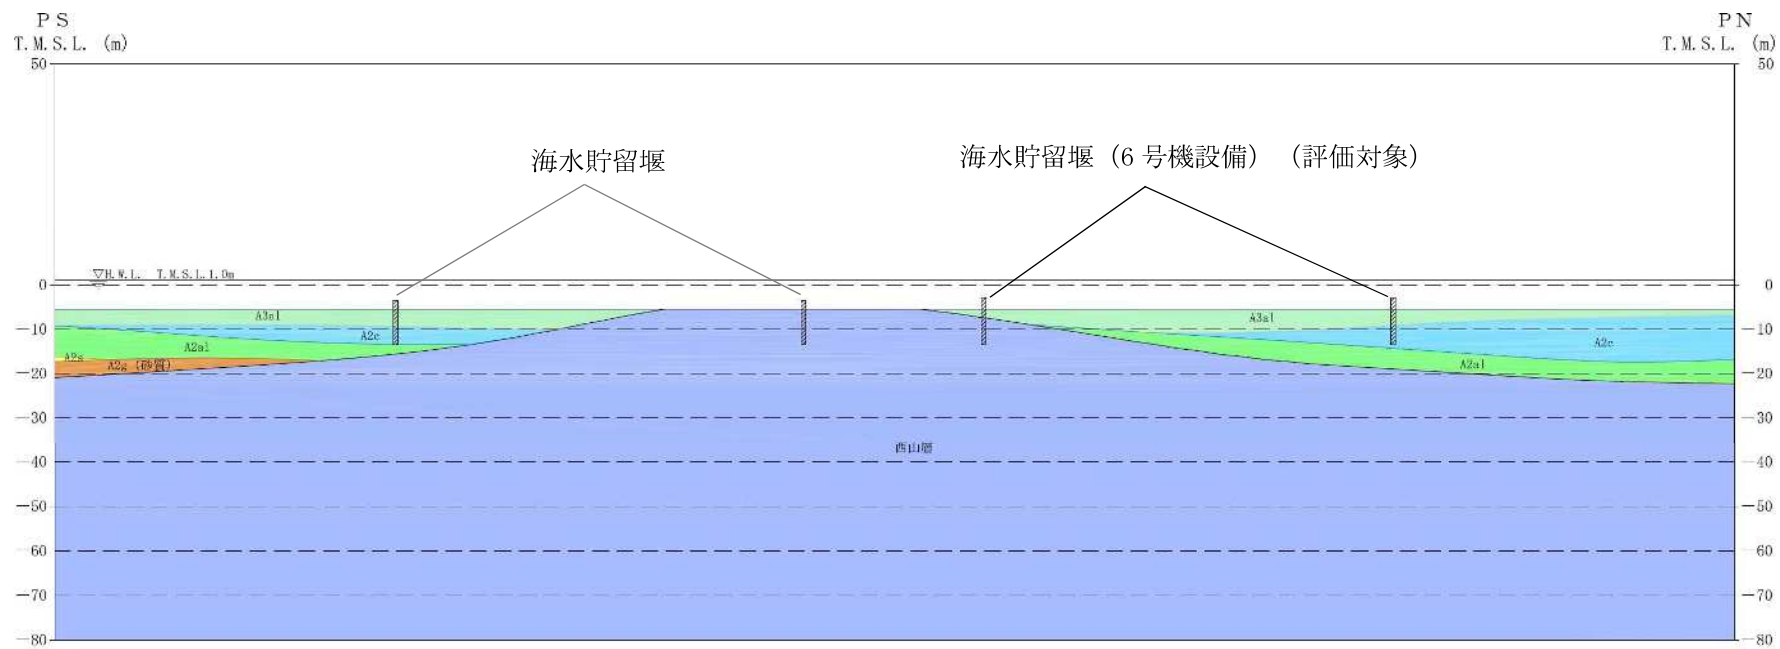 PS
PN
T.M.S.L. (m)
T.M.S.L. (m)
50
50
海水貯留堰
海水貯留堰（6号機設備）（評価対象）
▽H.W.L. T.M.S.L.1.0m
0
0
A3al
A3al
-10
-10
A2c
A2c
A2al
A2s
A2g（砂質）
A2al
-20
-20
-30
-30
西山層
-40
-40
-50
-50
-60
-60
-70
-70
-80
-80